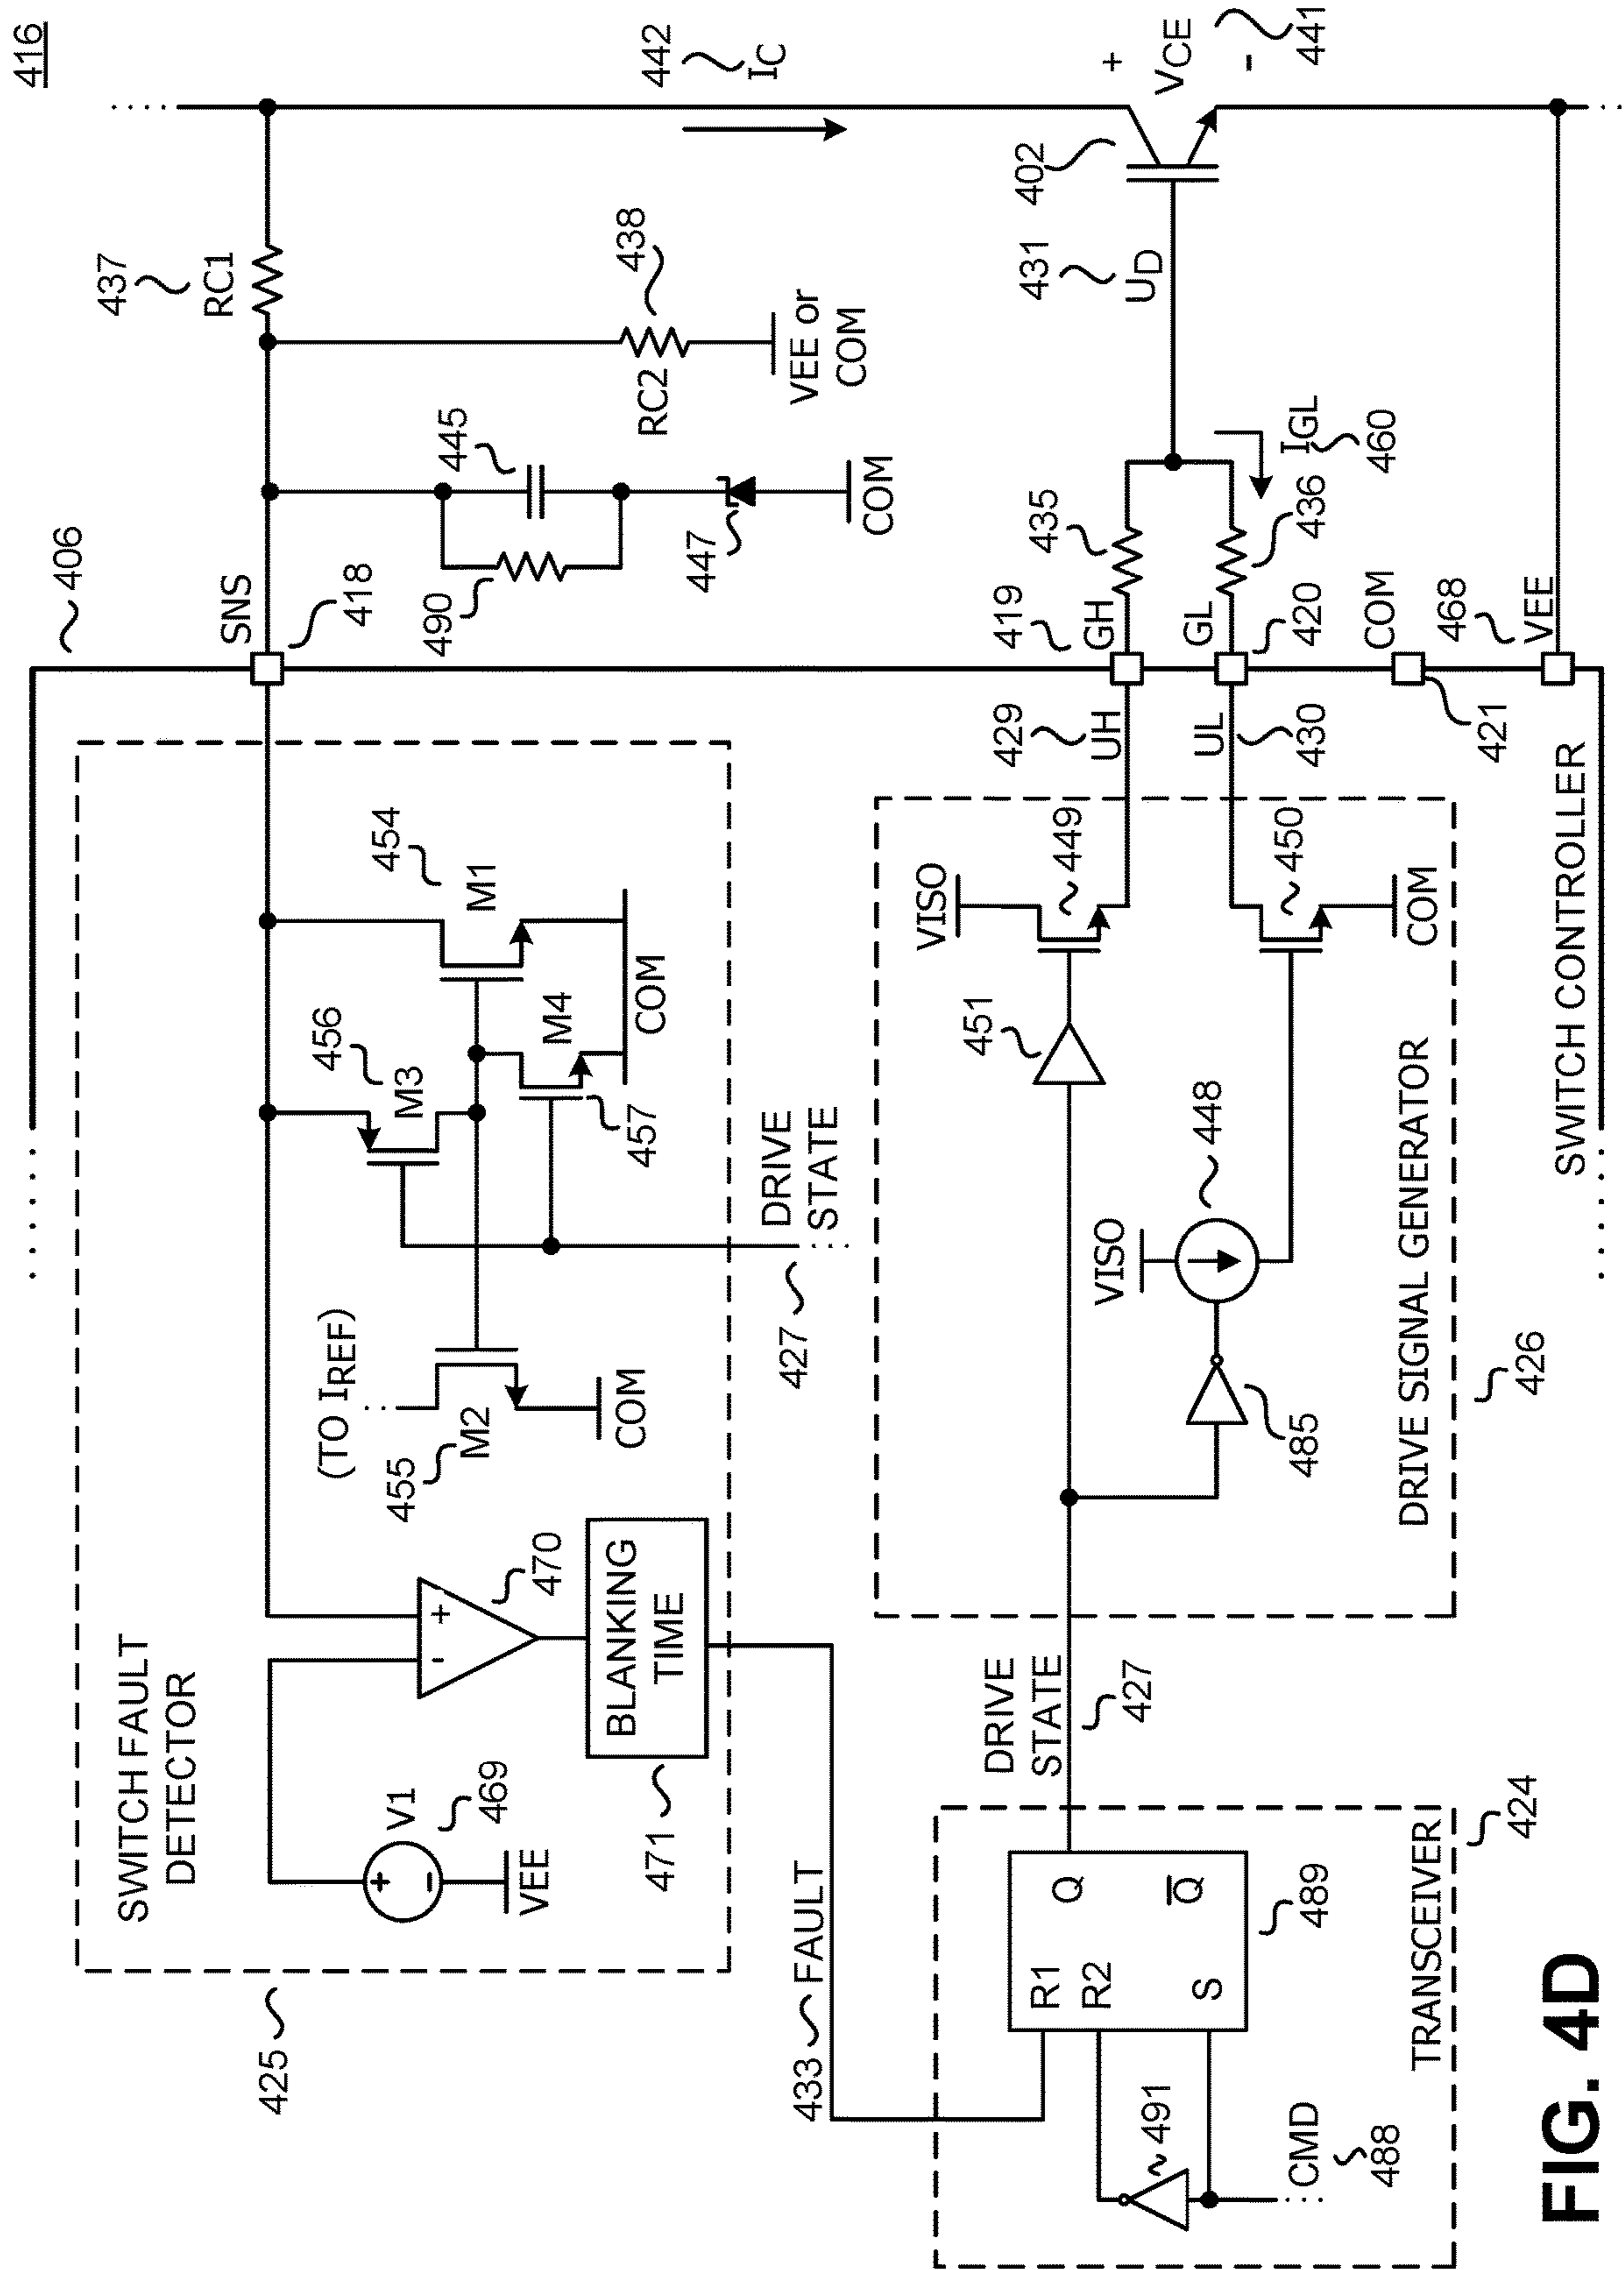 416
406
SNS
418
437
RC1
442
IC
438
RC2
VEE or
COM
445
490
447
COM
425
SWITCH FAULT
DETECTOR
V1
469
VEE
+
-
470
BLANKING
TIME
471
(TO IREF)
455
M2
COM
456
M3
454
M1
M4
457
COM
DRIVE
STATE
427
433
FAULT
R1
R2
S
Q
Q̅
489
491
CMD
488
TRANSCEIVER
424
DRIVE
STATE
427
451
VISO
449
VISO
448
485
450
COM
DRIVE SIGNAL GENERATOR
426
429
UH
UL
430
419
GH
GL
420
COM
421
468
VEE
SWITCH CONTROLLER
435
436
IGL
460
431
UD
402
+
VCE
-
441
FIG. 4D